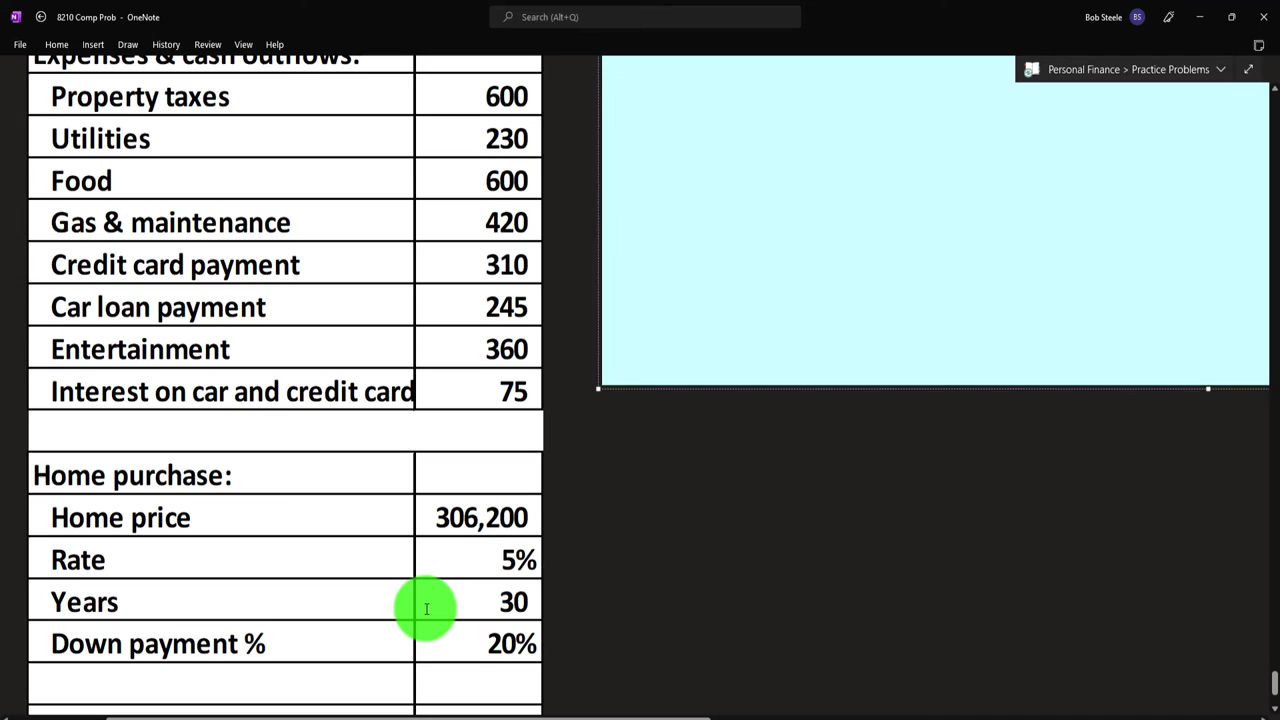 8210 Comp Prob - OneNote
Search (Alt+Q)
Bob Steele
BS
File Home Insert Draw History Review View Help
Personal Finance > Practice Problems
Expenses & cash outflows:
Property taxes 600
Utilities 230
Food 600
Gas & maintenance 420
Credit card payment 310
Car loan payment 245
Entertainment 360
Interest on car and credit card 75
Home purchase:
Home price 306,200
Rate 5%
Years 30
Down payment % 20%